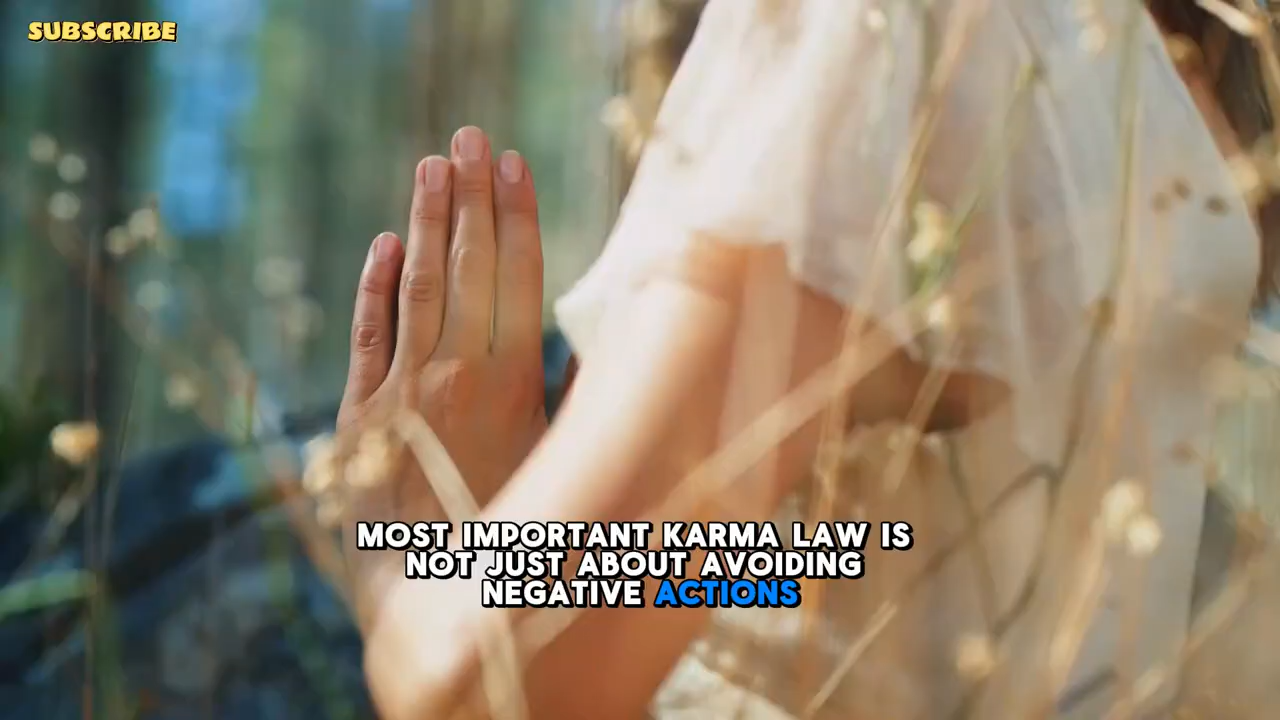 SUBSCRIBE
MOST IMPORTANT KARMA LAW IS
NOT JUST ABOUT AVOIDING
NEGATIVE ACTIONS